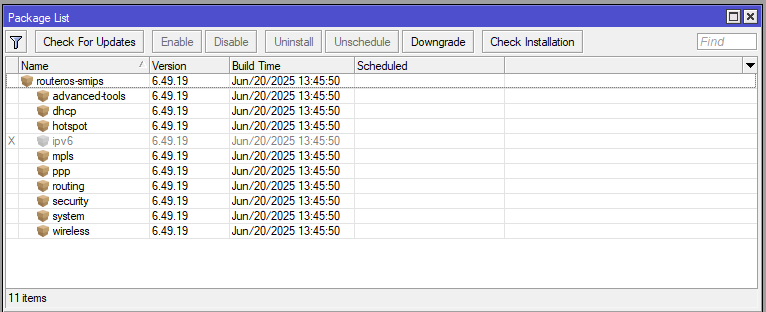 Package List
Check For Updates Enable Disable Uninstall Unschedule Downgrade Check Installation Find
Name Version Build Time Scheduled
routeros-smips 6.49.19 Jun/20/2025 13:45:50
advanced-tools 6.49.19 Jun/20/2025 13:45:50
dhcp 6.49.19 Jun/20/2025 13:45:50
hotspot 6.49.19 Jun/20/2025 13:45:50
X ipv6 6.49.19 Jun/20/2025 13:45:50
mpls 6.49.19 Jun/20/2025 13:45:50
ppp 6.49.19 Jun/20/2025 13:45:50
routing 6.49.19 Jun/20/2025 13:45:50
security 6.49.19 Jun/20/2025 13:45:50
system 6.49.19 Jun/20/2025 13:45:50
wireless 6.49.19 Jun/20/2025 13:45:50
11 items